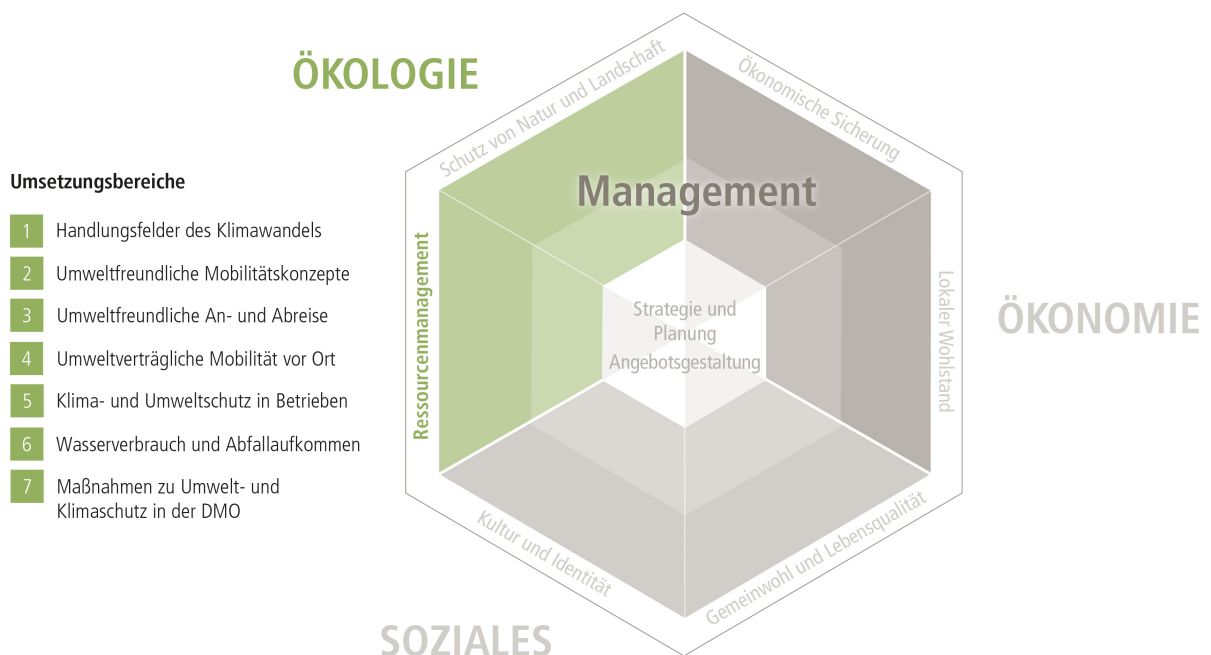 ÖKOLOGIE
Umsetzungsbereiche
1 Handlungsfelder des Klimawandels
2 Umweltfreundliche Mobilitätskonzepte
3 Umweltfreundliche An- und Abreise
4 Umweltverträgliche Mobilität vor Ort
5 Klima- und Umweltschutz in Betrieben
6 Wasserverbrauch und Abfallaufkommen
7 Maßnahmen zu Umwelt- und
Klimaschutz in der DMO
Schutz von Natur und Landschaft
Ökonomische Sicherung
Management
Ressourcenmanagement
Strategie und
Planung
Angebotsgestaltung
Lokaler Wohlstand
ÖKONOMIE
Kultur und Identität
Gemeinwohl und Lebensqualität
SOZIALES